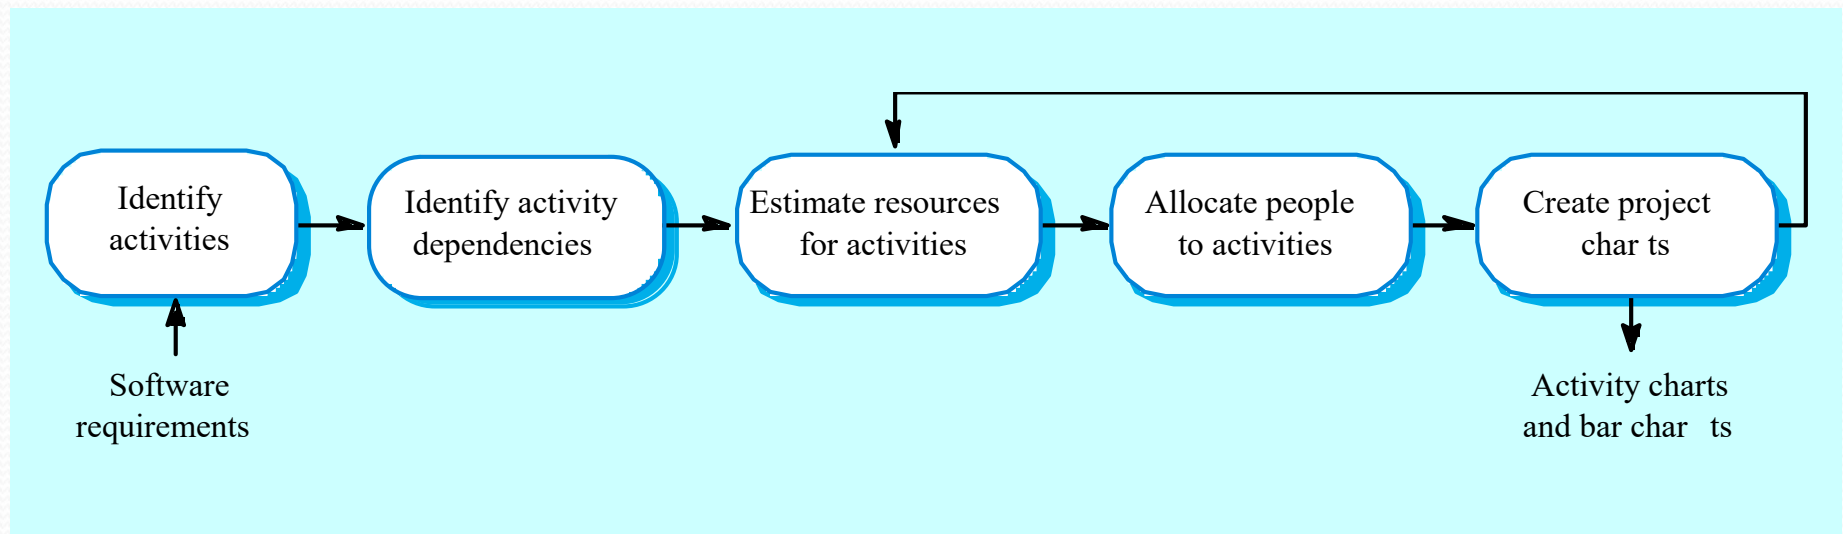 Identify
activities
Identify activity
dependencies
Estimate resources
for activities
Allocate people
to activities
Create project
char ts
Software
requirements
Activity charts
and bar char ts